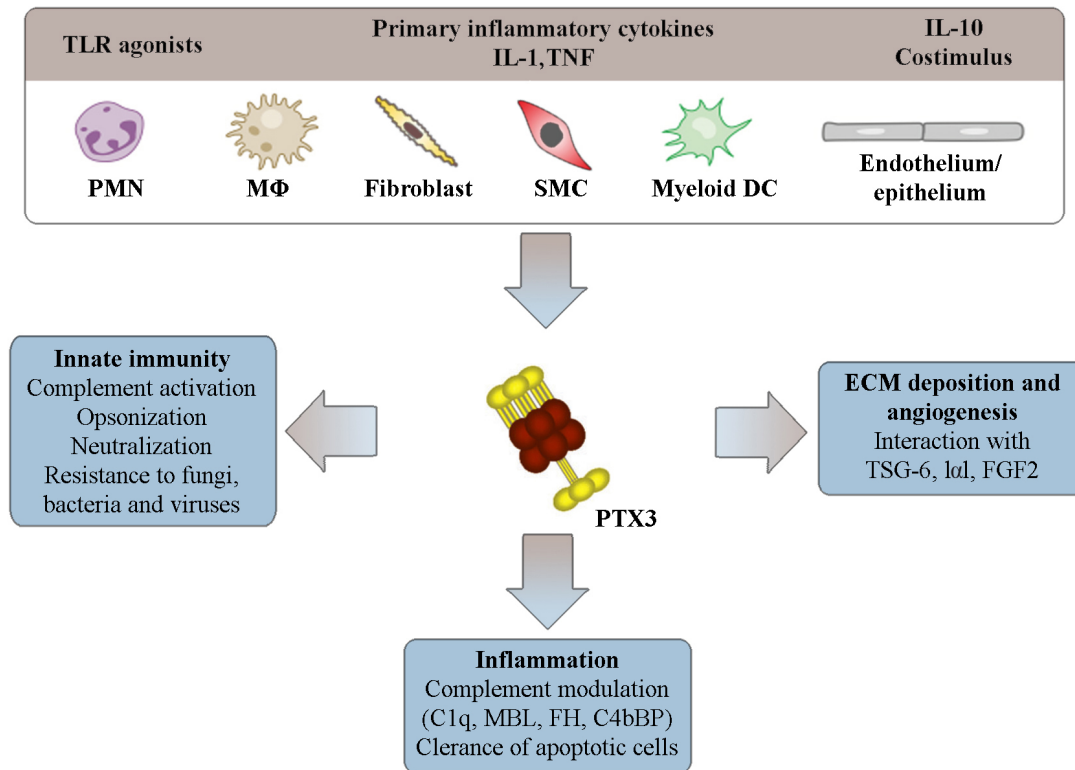 TLR agonists
Primary inflammatory cytokines
IL-1,TNF
IL-10
Costimulus
PMN
MΦ
Fibroblast
SMC
Myeloid DC
Endothelium/
epithelium
Innate immunity
Complement activation
Opsonization
Neutralization
Resistance to fungi,
bacteria and viruses
PTX3
ECM deposition and
angiogenesis
Interaction with
TSG-6, lαl, FGF2
Inflammation
Complement modulation
(C1q, MBL, FH, C4bBP)
Clerance of apoptotic cells